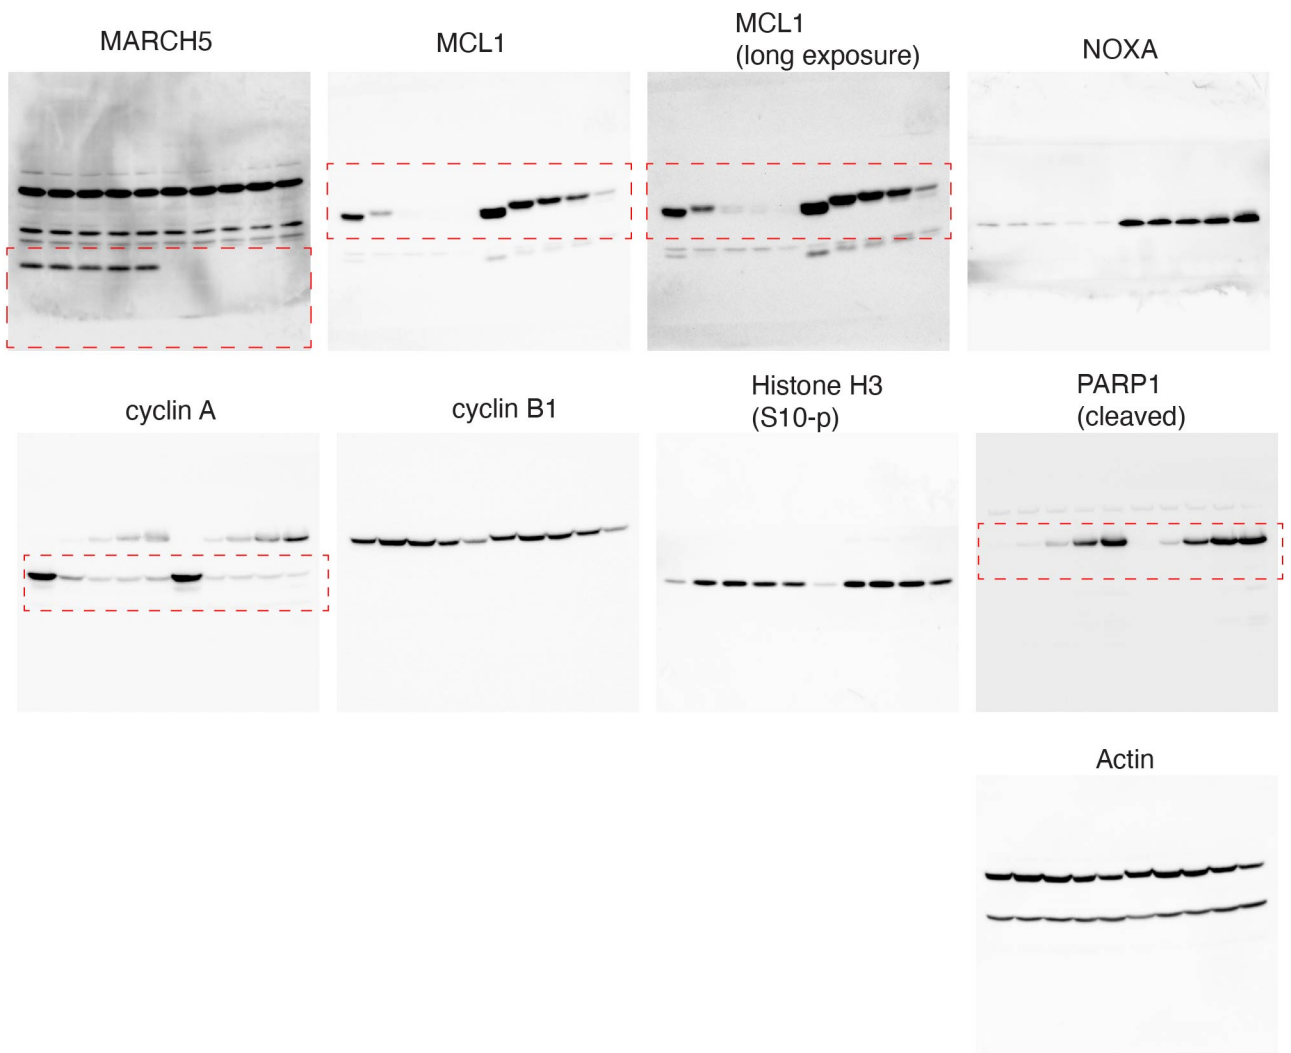 MARCH5
MCL1
MCL1
(long exposure)
NOXA
cyclin A
cyclin B1
Histone H3
(S10-p)
PARP1
(cleaved)
Actin